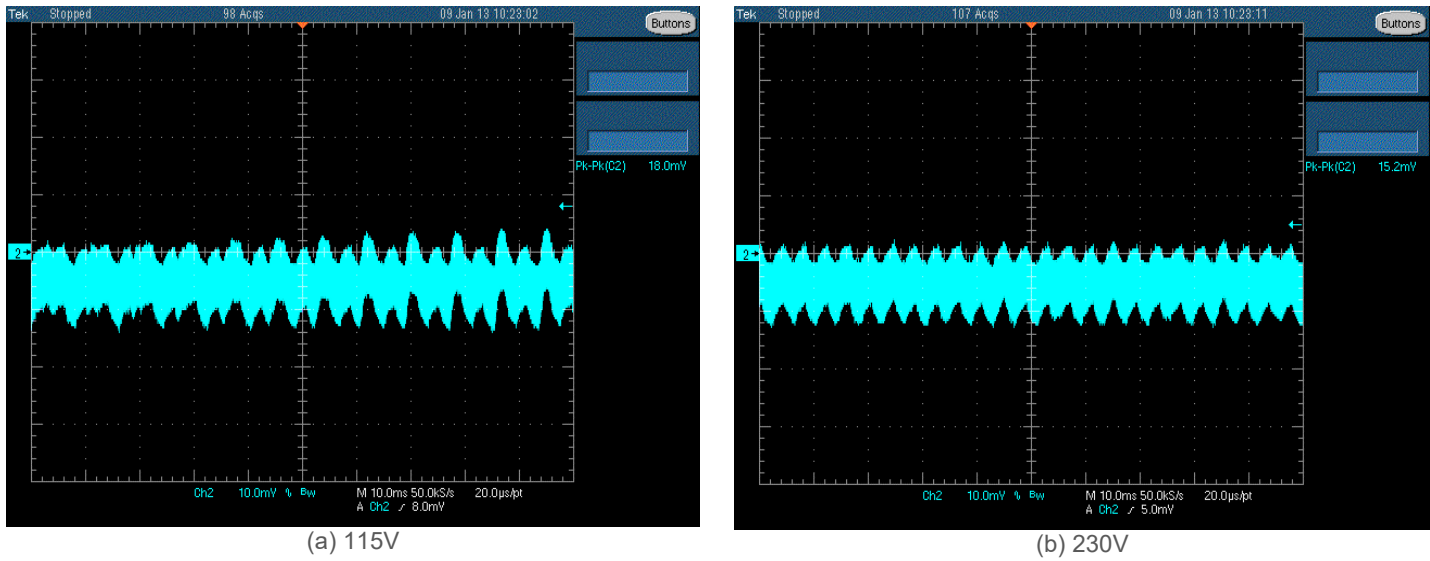 Tek Stopped 98 Acqs 09 Jan 13 10:23:02
Buttons
Pk-Pk(C2) 18.0mV
2
Ch2 10.0mV ∿ Bw M 10.0ms 50.0kS/s 20.0µs/pt
A Ch2 ∕ 8.0mV
(a) 115V
Tek Stopped 107 Acqs 09 Jan 13 10:23:11
Buttons
Pk-Pk(C2) 15.2mV
2
Ch2 10.0mV ∿ Bw M 10.0ms 50.0kS/s 20.0µs/pt
A Ch2 ∕ 5.0mV
(b) 230V